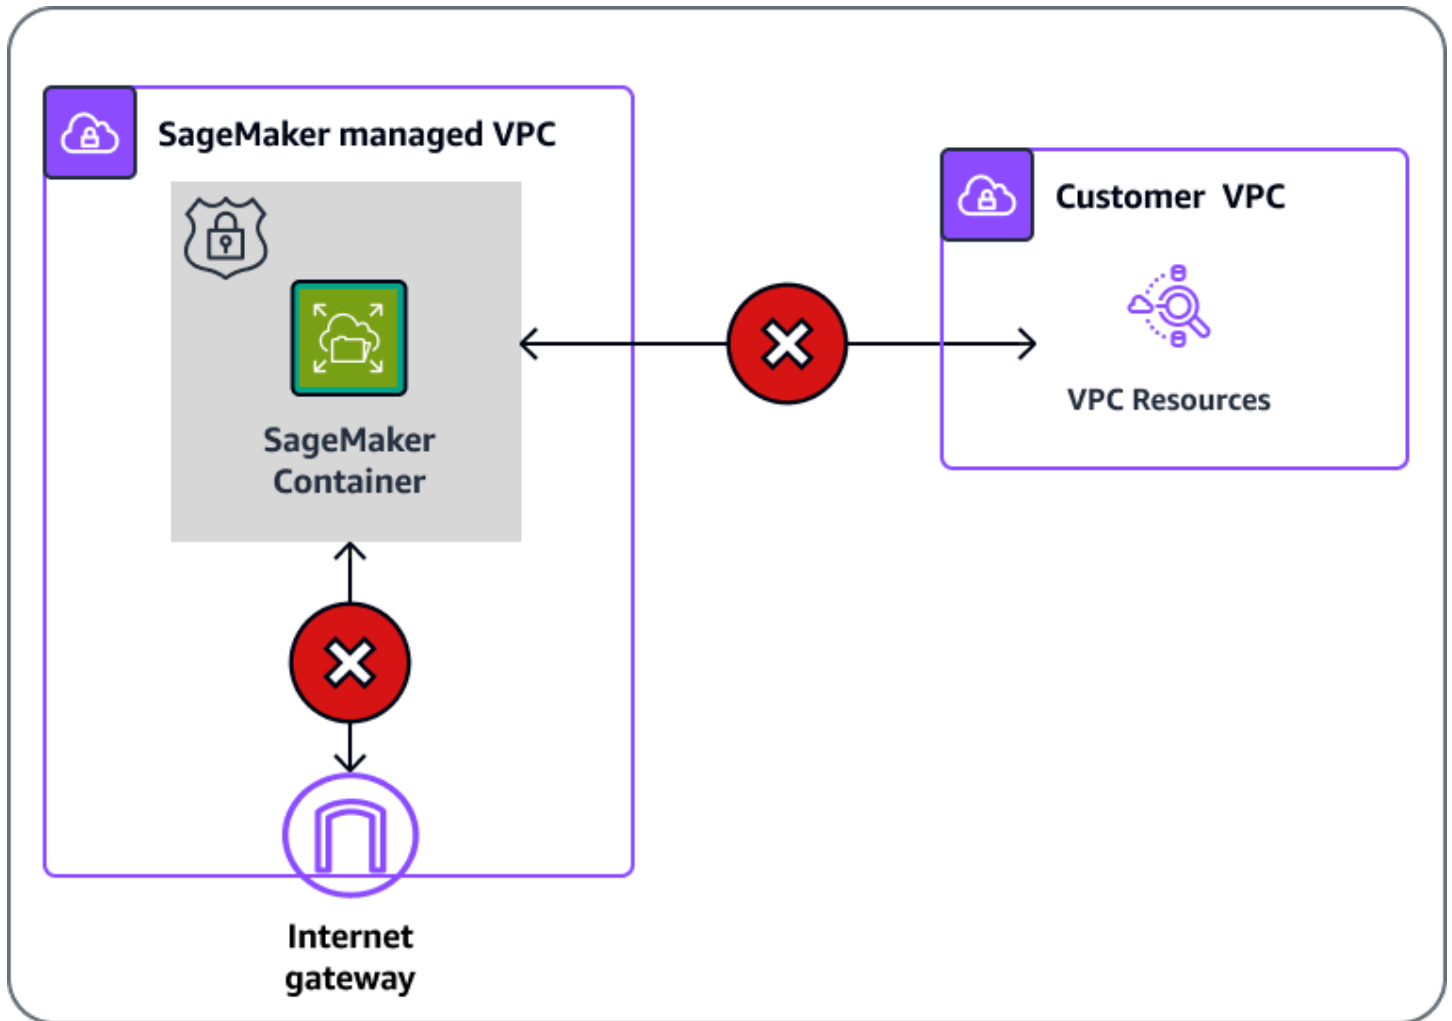 SageMaker managed VPC
Customer VPC
VPC Resources
SageMaker
Container
Internet
gateway